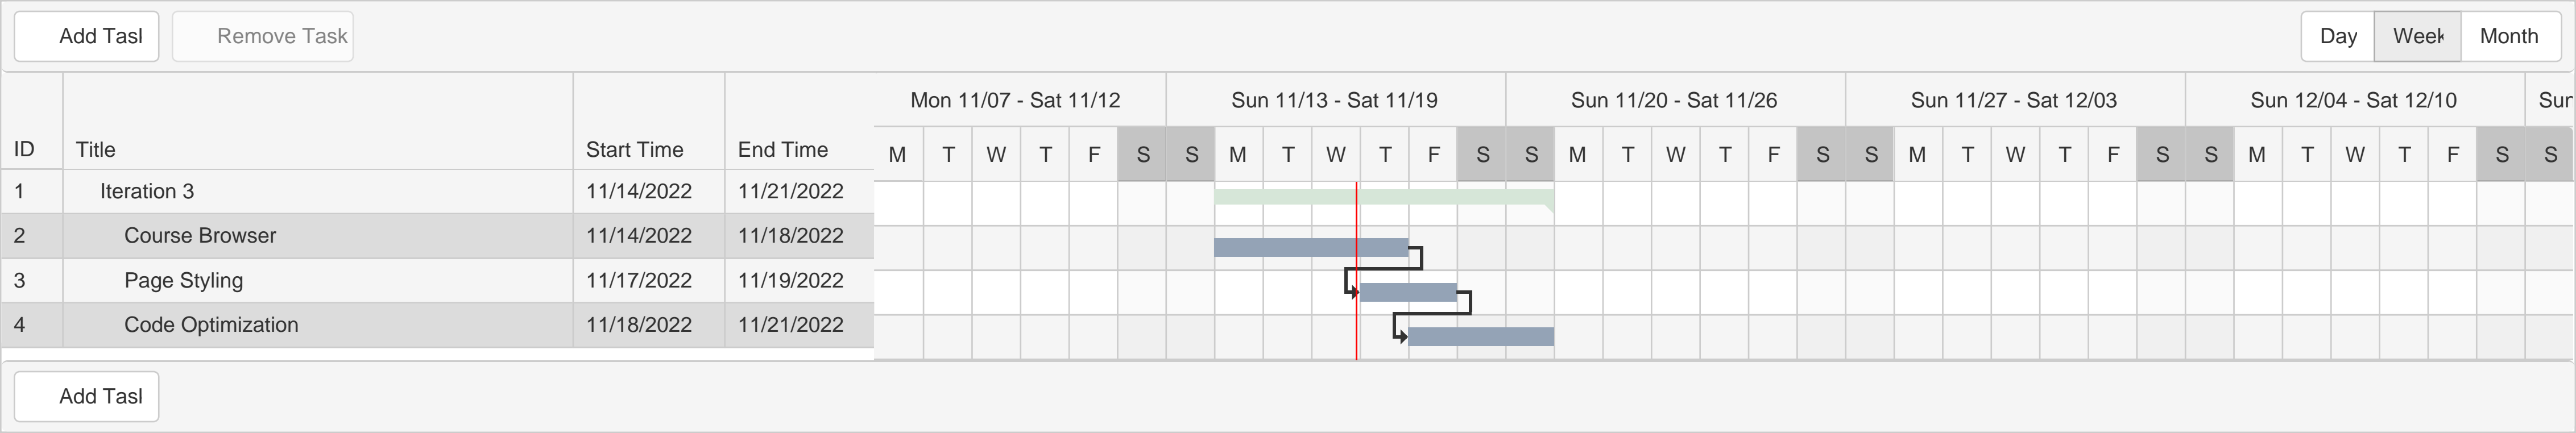 Add Tasl Remove Task Day Week Month
Mon 11/07 - Sat 11/12 Sun 11/13 - Sat 11/19 Sun 11/20 - Sat 11/26 Sun 11/27 - Sat 12/03 Sun 12/04 - Sat 12/10 Sun
ID Title Start Time End Time M T W T F S S M T W T F S S M T W T F S S M T W T F S S M T W T F S S
1 Iteration 3 11/14/2022 11/21/2022
2 Course Browser 11/14/2022 11/18/2022
3 Page Styling 11/17/2022 11/19/2022
4 Code Optimization 11/18/2022 11/21/2022
Add Tasl